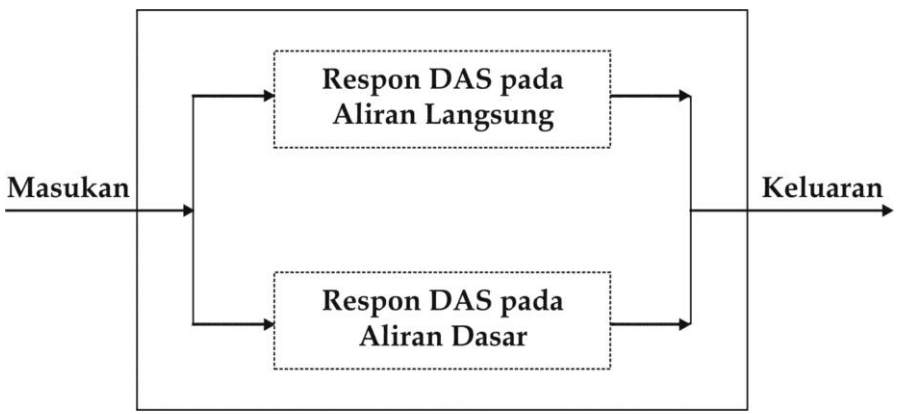 Respon DAS pada
Aliran Langsung
Masukan
Keluaran
Respon DAS pada
Aliran Dasar